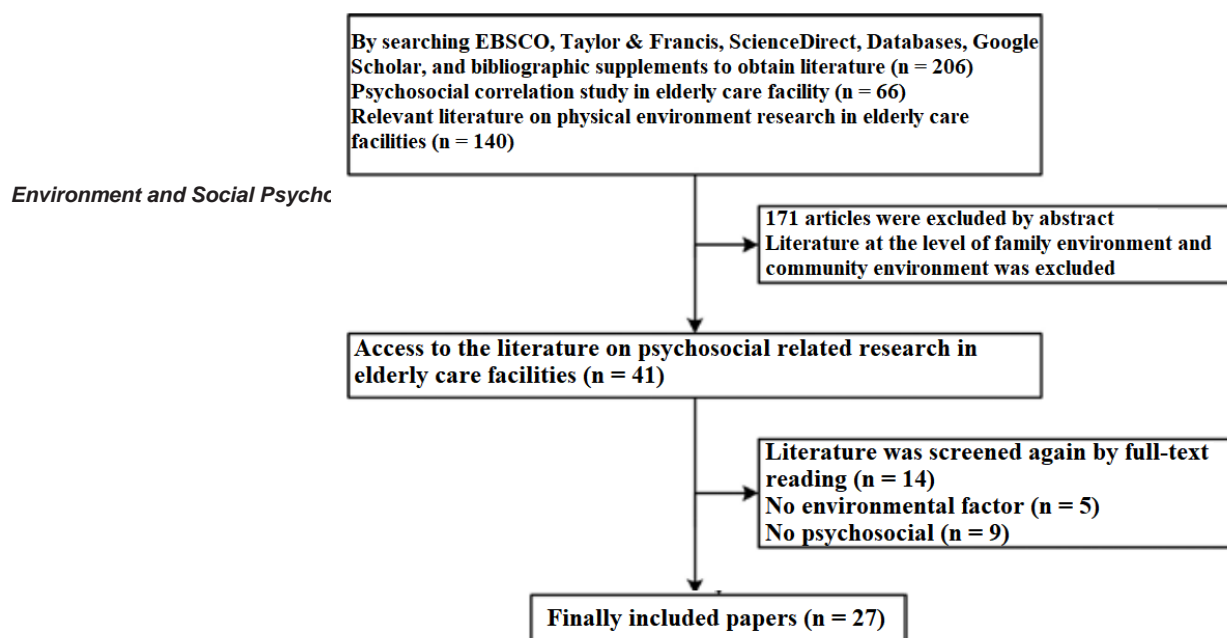 By searching EBSCO, Taylor & Francis, ScienceDirect, Databases, Google
Scholar, and bibliographic supplements to obtain literature (n = 206)
Psychosocial correlation study in elderly care facility (n = 66)
Relevant literature on physical environment research in elderly care
facilities (n = 140)
Environment and Social
171 articles were excluded by abstract
Literature at the level of family environment and
community environment was excluded
Access to the literature on psychosocial related research in
elderly care facilities (n = 41)
Literature was screened again by full-text
reading (n = 14)
No environmental factor (n = 5)
No psychosocial (n = 9)
Finally included papers (n = 27)